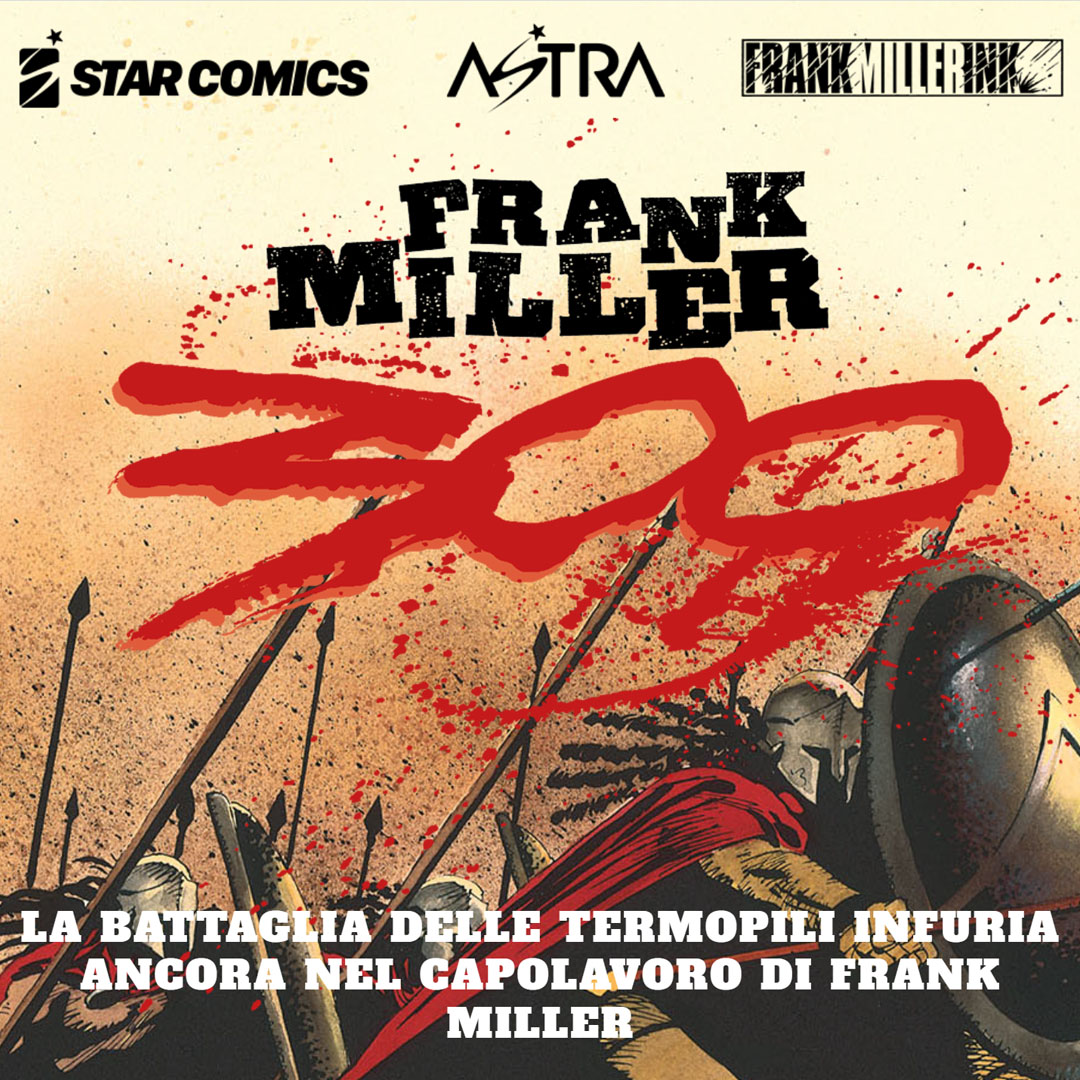 STAR COMICS
ASTRA
FRANK MILLER INK
FRANK
MILLER
300
LA BATTAGLIA DELLE TERMOPILI INFURIA
ANCORA NEL CAPOLAVORO DI FRANK
MILLER